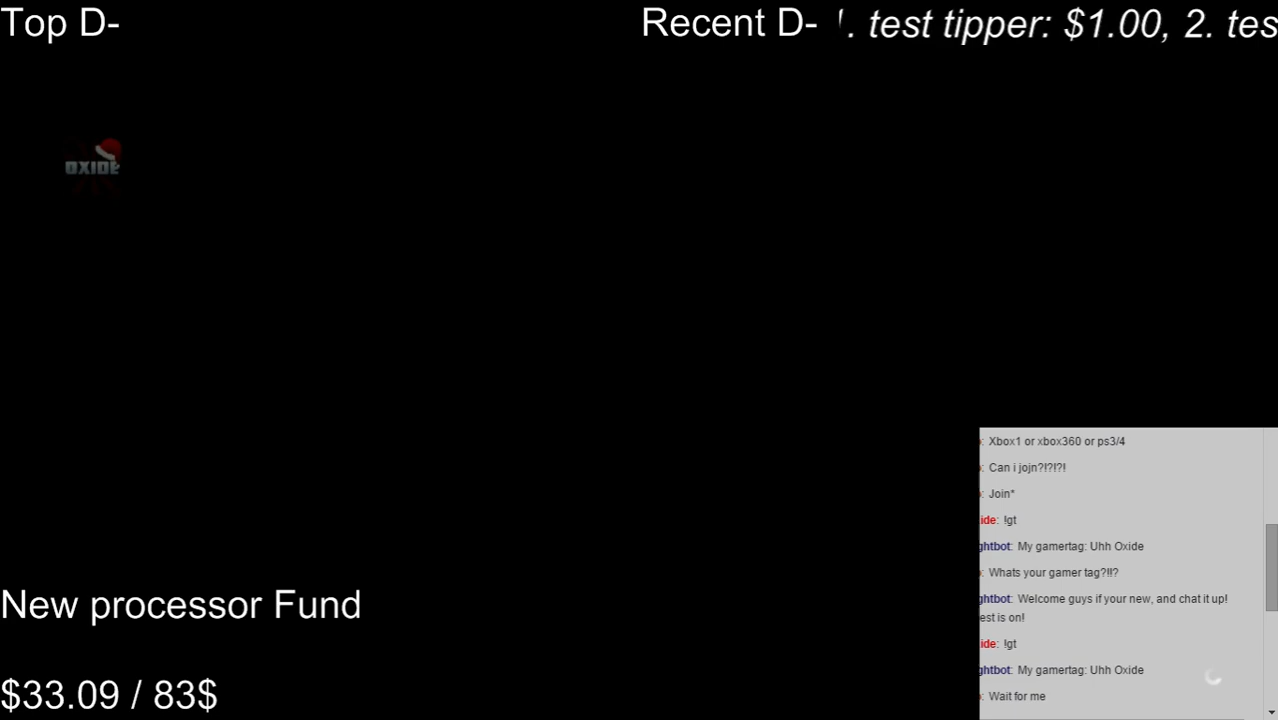 Top D-
Recent D- . test tipper: $1.00, 2. tes
OXIDE
: Xbox1 or xbox360 or ps3/4
: Can i jojn?!?!?!
: Join*
ide: !gt
ghtbot: My gamertag: Uhh Oxide
: Whats your gamer tag?!!?
ghtbot: Welcome guys if your new, and chat it up!
est is on!
ide: !gt
ghtbot: My gamertag: Uhh Oxide
: Wait for me
New processor Fund
$33.09 / 83$